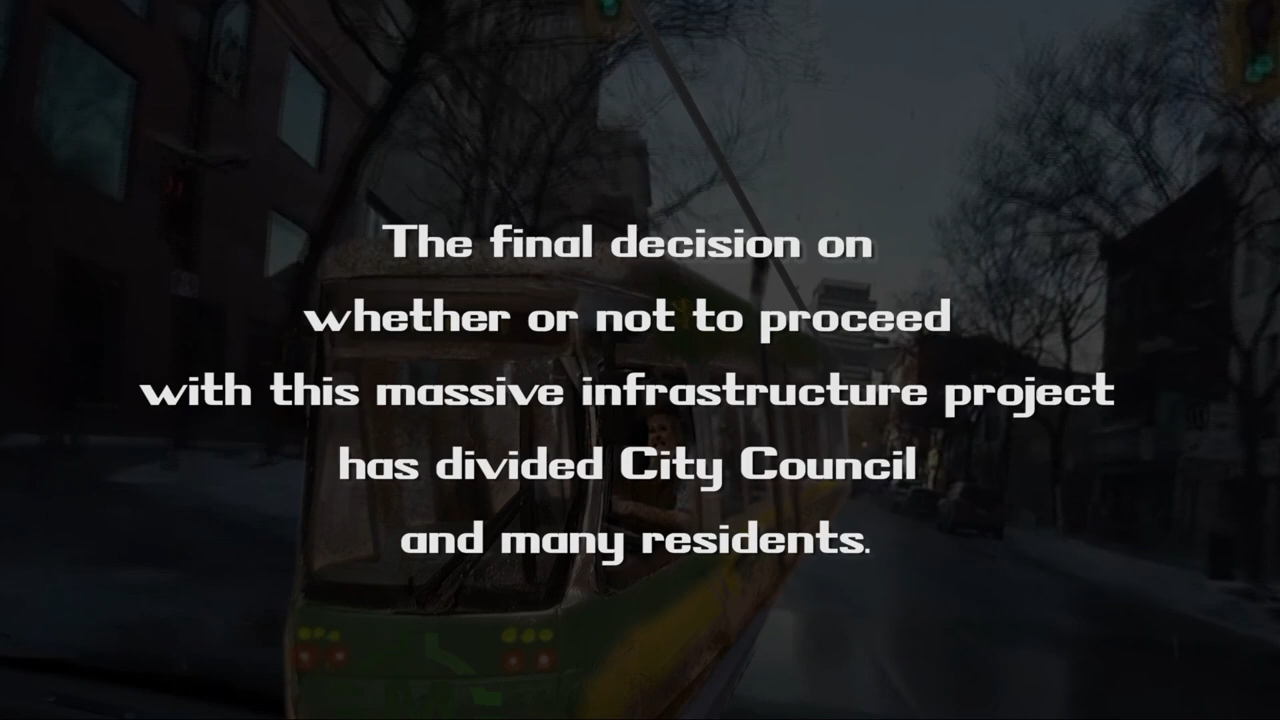 The final decision on
whether or not to proceed
with this massive infrastructure project
has divided City Council
and many residents.